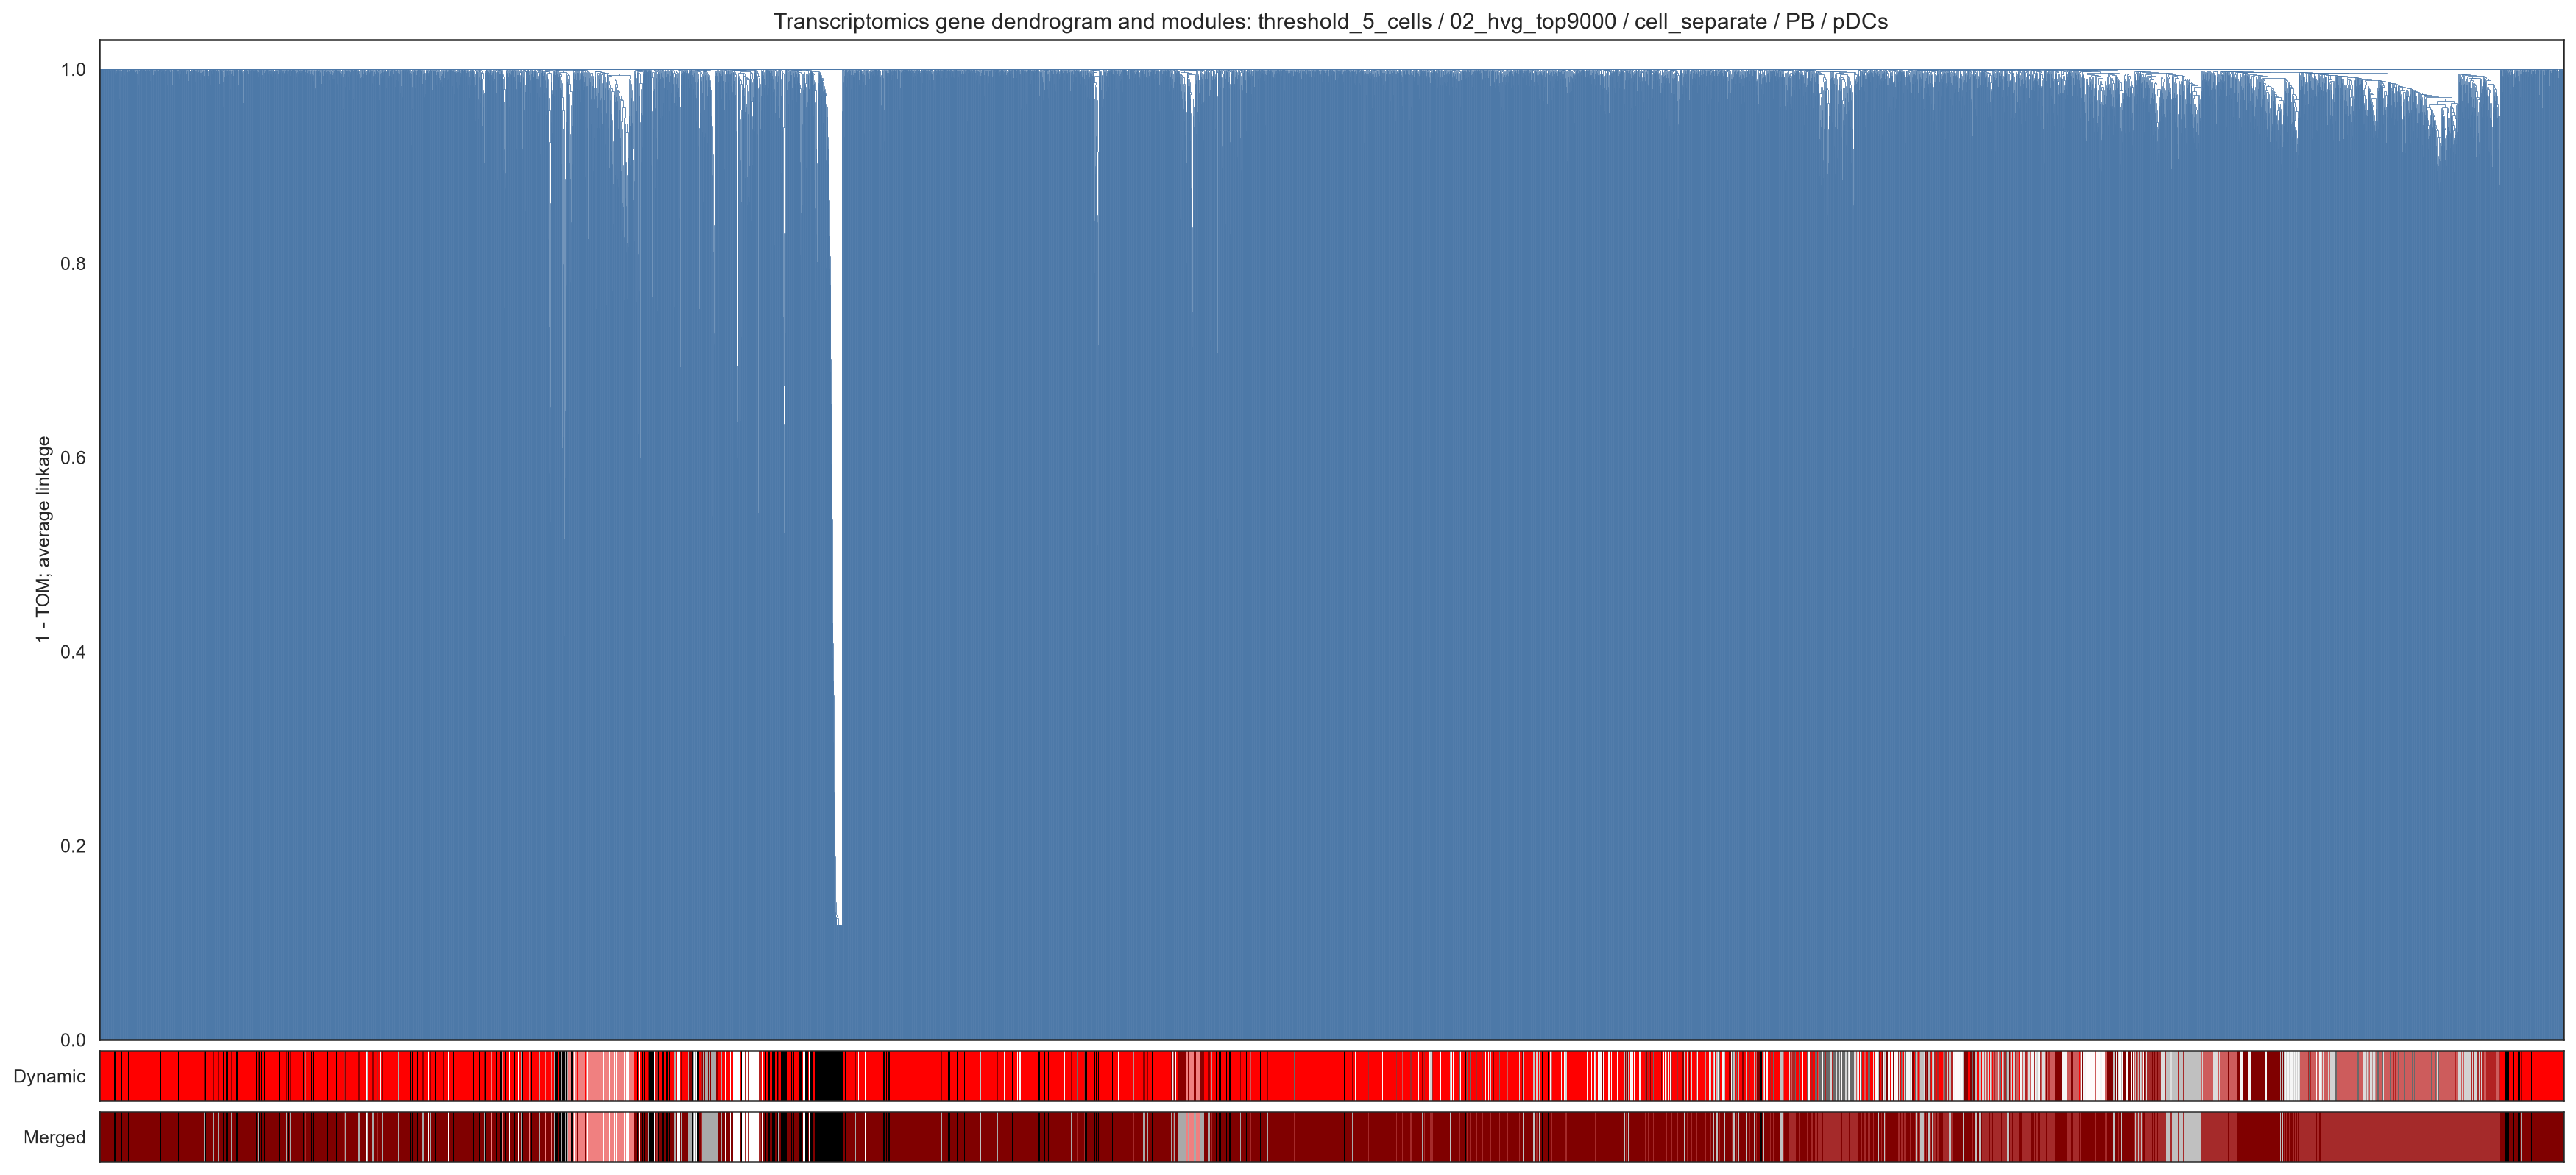 Transcriptomics gene dendrogram and modules: threshold_5_cells / 02_hvg_top9000 / cell_separate / PB / pDCs
1.0
0.8
0.6
0.4
0.2
0.0
1 - TOM; average linkage
Dynamic
Merged